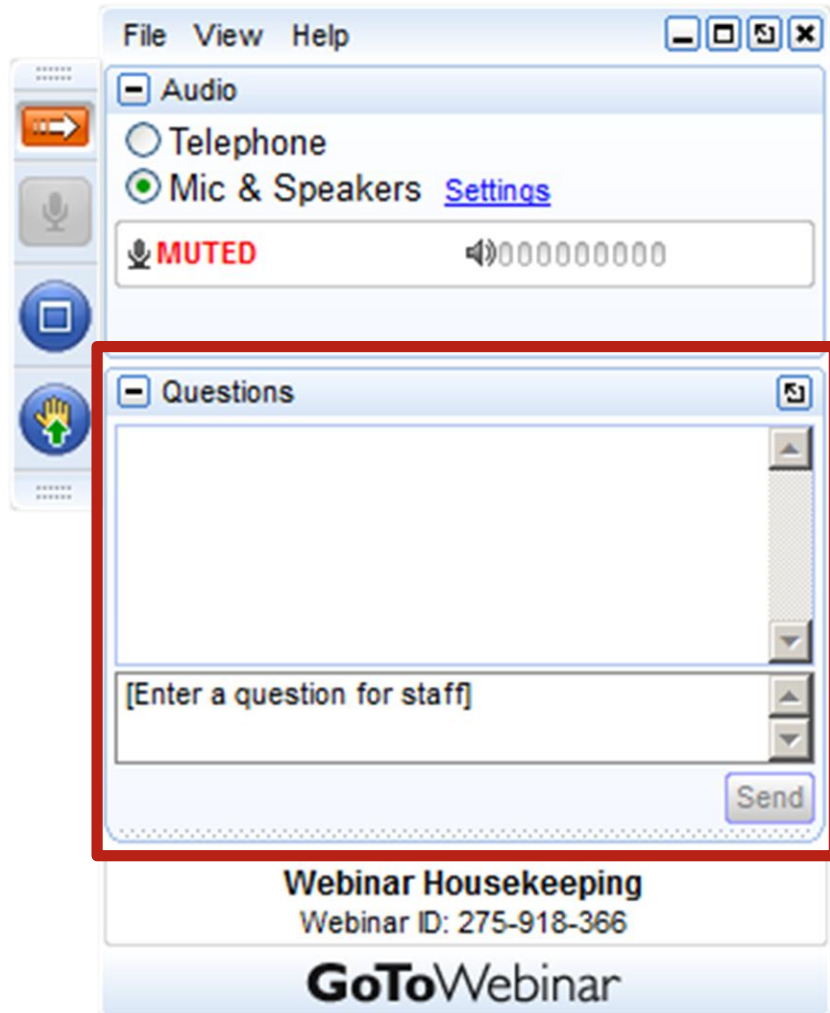 File View Help
Audio
Telephone
Mic & Speakers Settings
MUTED
Questions
[Enter a question for staff]
Send
Webinar Housekeeping
Webinar ID: 275-918-366
GoToWebinar